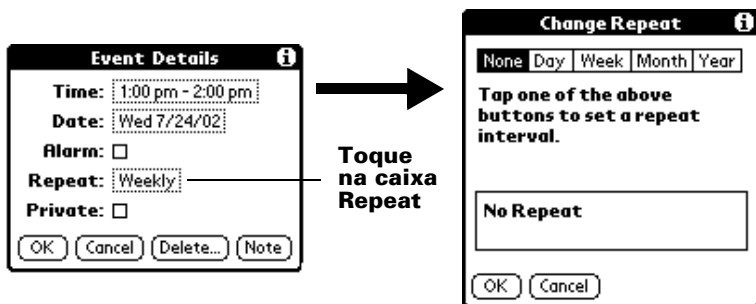 Event Details
Time: 1:00 pm - 2:00 pm
Date: Wed 7/24/02
Alarm:
Repeat: Weekly
Private:
OK Cancel Delete... Note
Toque
na caixa
Repeat
Change Repeat
None Day Week Month Year
Tap one of the above
buttons to set a repeat
interval.
No Repeat
OK Cancel